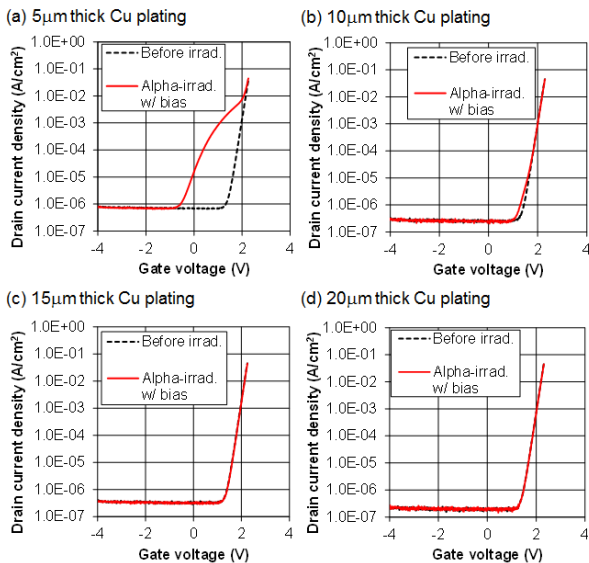 (a) 5μm thick Cu plating
Drain current density (A/cm²)
1.0E+00
1.0E-01
1.0E-02
1.0E-03
1.0E-04
1.0E-05
1.0E-06
1.0E-07
Before irrad.
Alpha-irrad.
w/ bias
-4 -2 0 2 4
Gate voltage (V)
(b) 10μm thick Cu plating
Drain current density (A/cm²)
1.0E+00
1.0E-01
1.0E-02
1.0E-03
1.0E-04
1.0E-05
1.0E-06
1.0E-07
Before irrad.
Alpha-irrad.
w/ bias
-4 -2 0 2 4
Gate voltage (V)
(c) 15μm thick Cu plating
Drain current density (A/cm²)
1.0E+00
1.0E-01
1.0E-02
1.0E-03
1.0E-04
1.0E-05
1.0E-06
1.0E-07
Before irrad.
Alpha-irrad.
w/ bias
-4 -2 0 2 4
Gate voltage (V)
(d) 20μm thick Cu plating
Drain current density (A/cm²)
1.0E+00
1.0E-01
1.0E-02
1.0E-03
1.0E-04
1.0E-05
1.0E-06
1.0E-07
Before irrad.
Alpha-irrad.
w/ bias
-4 -2 0 2 4
Gate voltage (V)